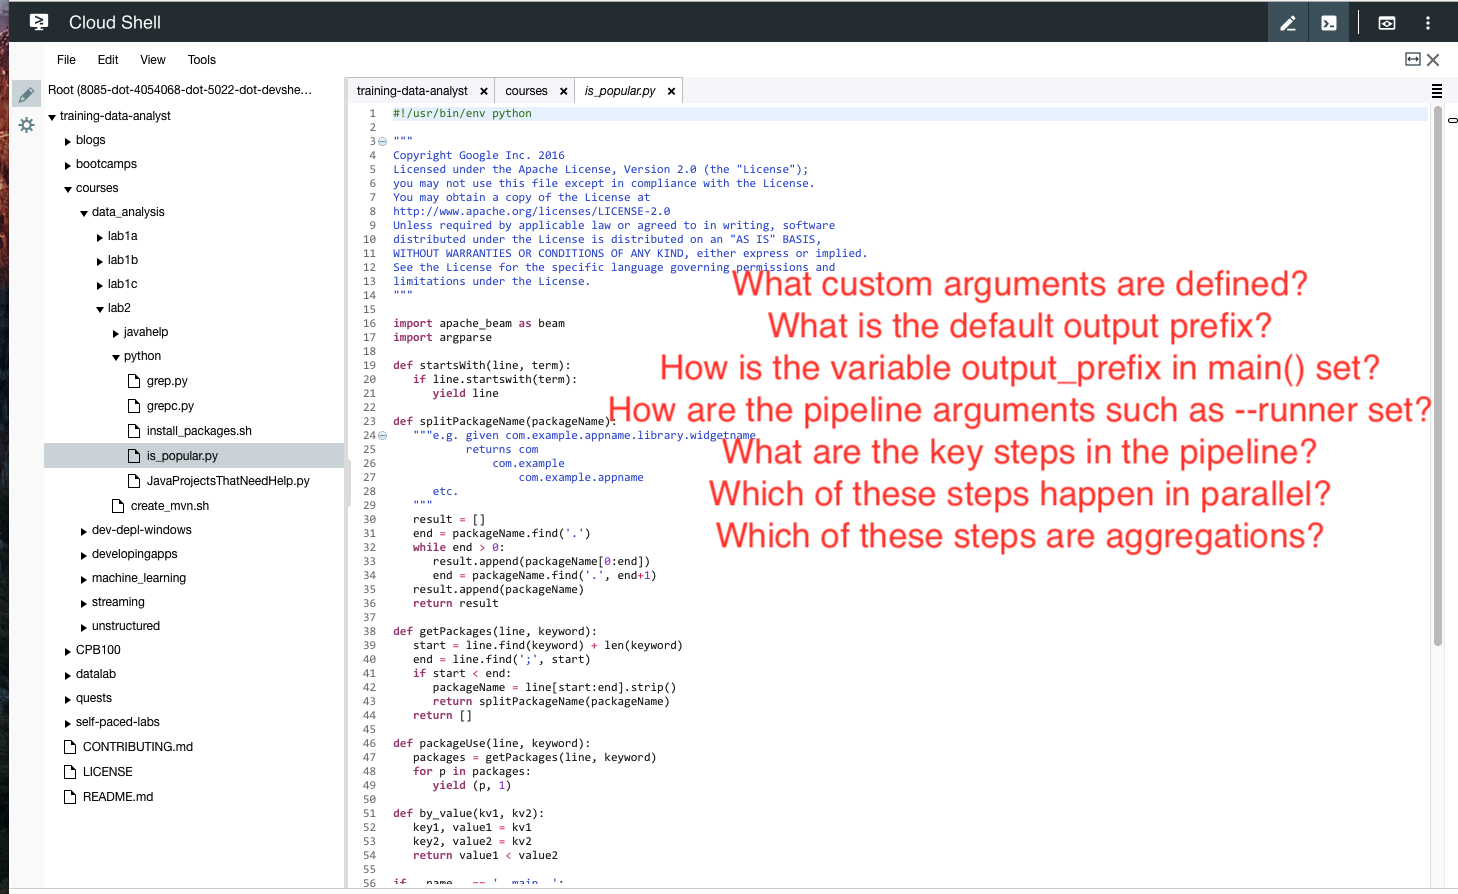 Cloud Shell
File Edit View Tools
Root (8085-dot-4054068-dot-5022-dot-devshe...
training-data-analyst
blogs
bootcamps
courses
data_analysis
lab1a
lab1b
lab1c
lab2
javahelp
python
grep.py
grepc.py
install_packages.sh
is_popular.py
JavaProjectsThatNeedHelp.py
create_mvn.sh
dev-depl-windows
developingapps
machine_learning
streaming
unstructured
CPB100
datalab
quests
self-paced-labs
CONTRIBUTING.md
LICENSE
README.md
training-data-analyst × courses × is_popular.py ×
1 #!/usr/bin/env python
2
3 """
4 Copyright Google Inc. 2016
5 Licensed under the Apache License, Version 2.0 (the "License");
6 you may not use this file except in compliance with the License.
7 You may obtain a copy of the License at
8 http://www.apache.org/licenses/LICENSE-2.0
9 Unless required by applicable law or agreed to in writing, software
10 distributed under the License is distributed on an "AS IS" BASIS,
11 WITHOUT WARRANTIES OR CONDITIONS OF ANY KIND, either express or implied.
12 See the License for the specific language governing permissions and
13 limitations under the License.
14 """
15
16 import apache_beam as beam
17 import argparse
18
19 def startsWith(line, term):
20 if line.startswith(term):
21 yield line
22
23 def splitPackageName(packageName):
24 """e.g. given com.example.appname.library.widgetname
25 returns com
26 com.example
27 com.example.appname
28 etc.
29 """
30 result = []
31 end = packageName.find('.')
32 while end > 0:
33 result.append(packageName[0:end])
34 end = packageName.find('.', end+1)
35 result.append(packageName)
36 return result
37
38 def getPackages(line, keyword):
39 start = line.find(keyword) + len(keyword)
40 end = line.find(';', start)
41 if start < end:
42 packageName = line[start:end].strip()
43 return splitPackageName(packageName)
44 return []
45
46 def packageUse(line, keyword):
47 packages = getPackages(line, keyword)
48 for p in packages:
49 yield (p, 1)
50
51 def by_value(kv1, kv2):
52 key1, value1 = kv1
53 key2, value2 = kv2
54 return value1 < value2
55
56 if __name__ == '__main__':
What custom arguments are defined?
What is the default output prefix?
How is the variable output_prefix in main() set?
How are the pipeline arguments such as --runner set?
What are the key steps in the pipeline?
Which of these steps happen in parallel?
Which of these steps are aggregations?